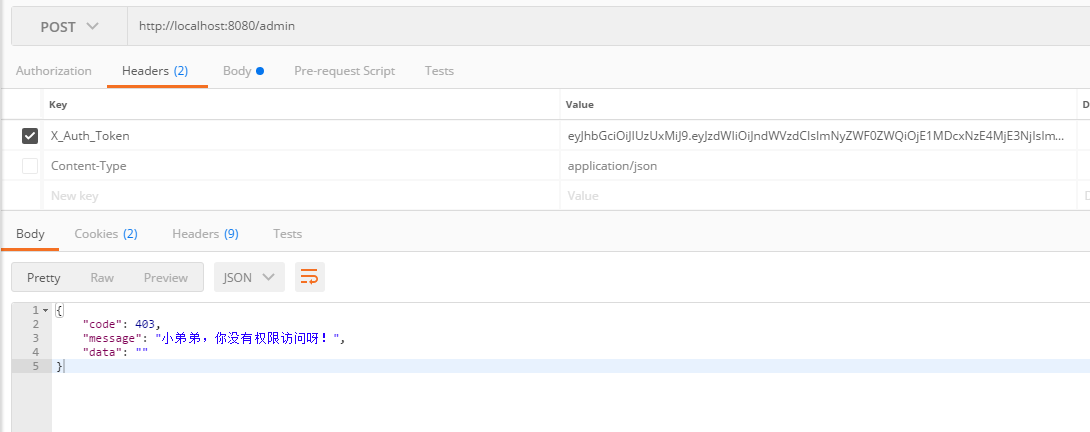 POST http://localhost:8080/admin
Authorization Headers (2) Body Pre-request Script Tests
Key Value D
X_Auth_Token eyJhbGciOiJIUzUxMiJ9.eyJzdWIiOiJndWVzdCIsImNyZWF0ZWQiOjE1MDcxNzE4MjE3NjIsIm...
Content-Type application/json
New key Value D
Body Cookies (2) Headers (9) Tests
Pretty Raw Preview JSON
1 {
2 "code": 403,
3 "message": "小弟弟，你没有权限访问呀！",
4 "data": ""
5 }